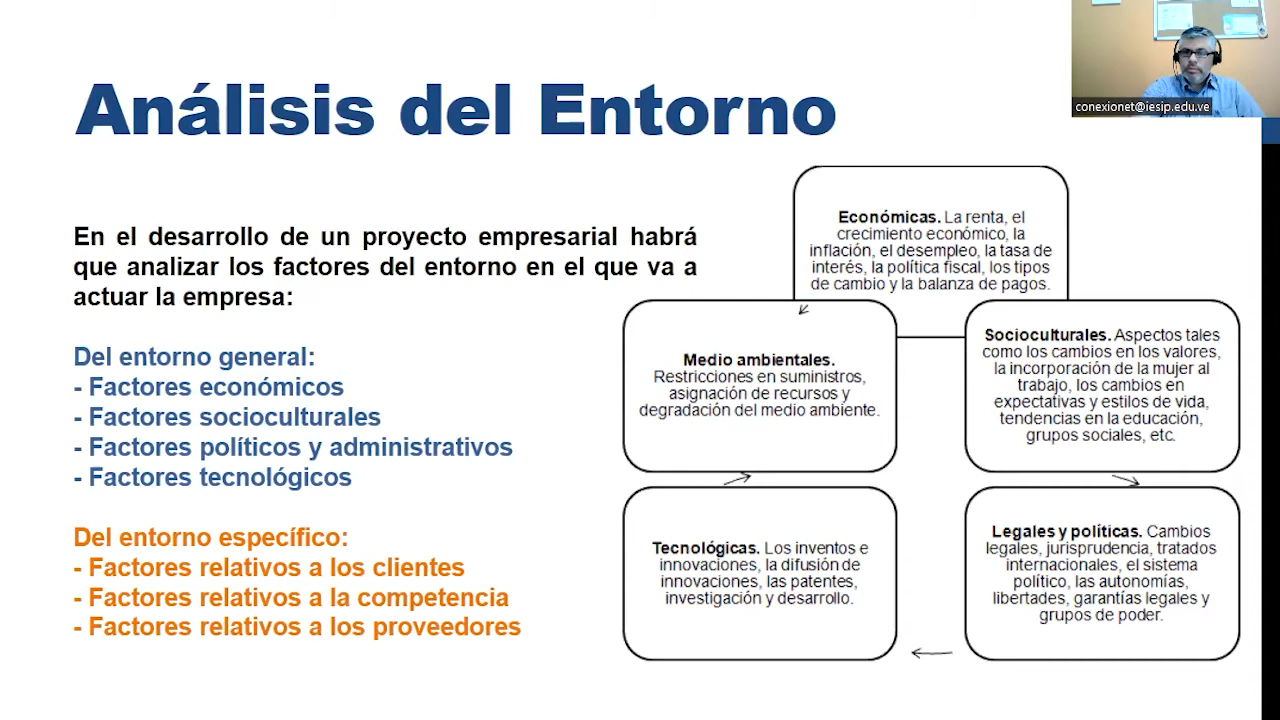 Análisis del Entorno
conexionet@iesip.edu.ve
En el desarrollo de un proyecto empresarial habrá
que analizar los factores del entorno en el que va a
actuar la empresa:
Del entorno general:
- Factores económicos
- Factores socioculturales
- Factores políticos y administrativos
- Factores tecnológicos
Del entorno específico:
- Factores relativos a los clientes
- Factores relativos a la competencia
- Factores relativos a los proveedores
Económicas. La renta, el
crecimiento económico, la
inflación, el desempleo, la tasa de
interés, la política fiscal, los tipos
de cambio y la balanza de pagos.
Medio ambientales.
Restricciones en suministros,
asignación de recursos y
degradación del medio ambiente.
Socioculturales. Aspectos tales
como los cambios en los valores,
la incorporación de la mujer al
trabajo, los cambios en
expectativas y estilos de vida,
tendencias en la educación,
grupos sociales, etc.
Tecnológicas. Los inventos e
innovaciones, la difusión de
innovaciones, las patentes,
investigación y desarrollo.
Legales y políticas. Cambios
legales, jurisprudencia, tratados
internacionales, el sistema
político, las autonomías,
libertades, garantías legales y
grupos de poder.